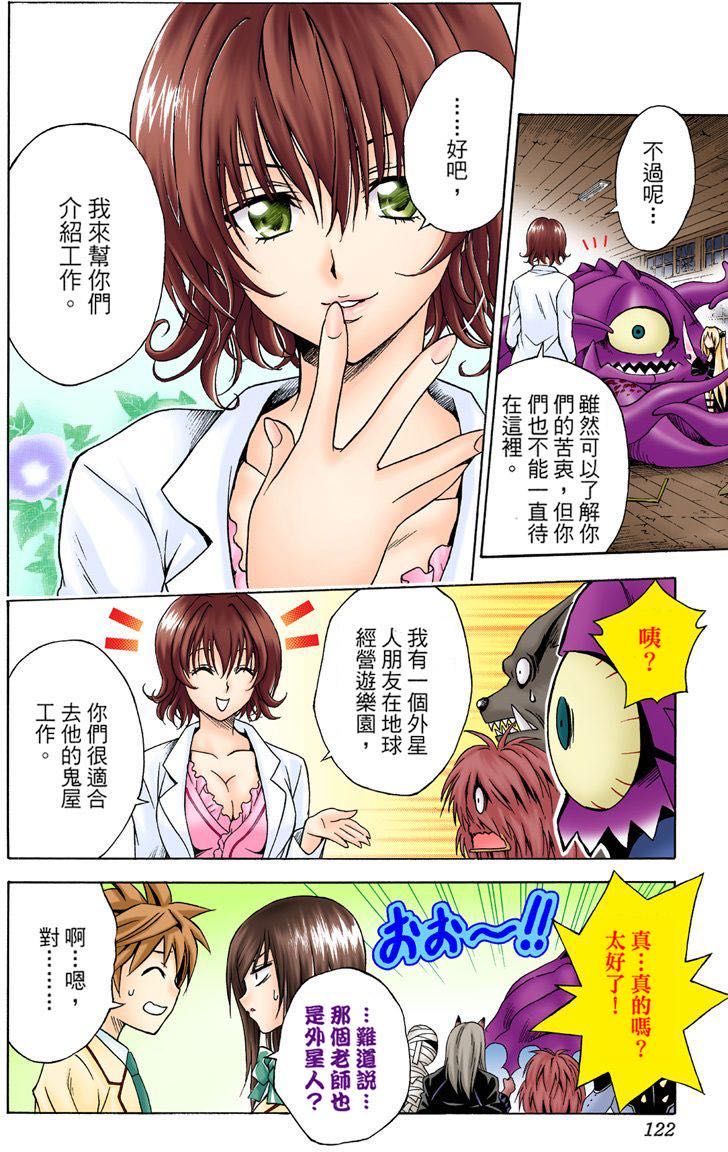 不過呢…
雖然可以了解你
們的苦衷，但你
們也不能一直待
在這裡。
……好吧，
我來幫你們
介紹工作。
咦？
我有一個外星
人朋友在地球
經營遊樂園，
你們很適合
去他的鬼屋
工作。
真…真的嗎？
太好了！
おお〜!!
…難道說…
那個老師也
是外星人？
啊…嗯，
對………
122